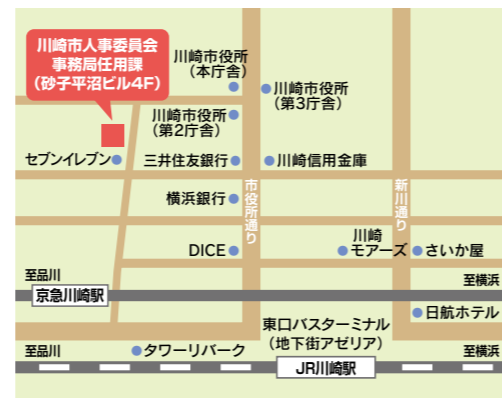 川崎市人事委員会
事務局任用課
（砂子平沼ビル4F）
川崎市役所
（本庁舎）
川崎市役所
（第3庁舎）
川崎市役所
（第2庁舎）
セブンイレブン
三井住友銀行
川崎信用金庫
横浜銀行
市役所通り
新川通り
DICE
川崎
モアーズ
さいか屋
至品川
至横浜
京急川崎駅
日航ホテル
東口バスターミナル
（地下街アゼリア）
至品川
タワーリバーク
至横浜
JR川崎駅